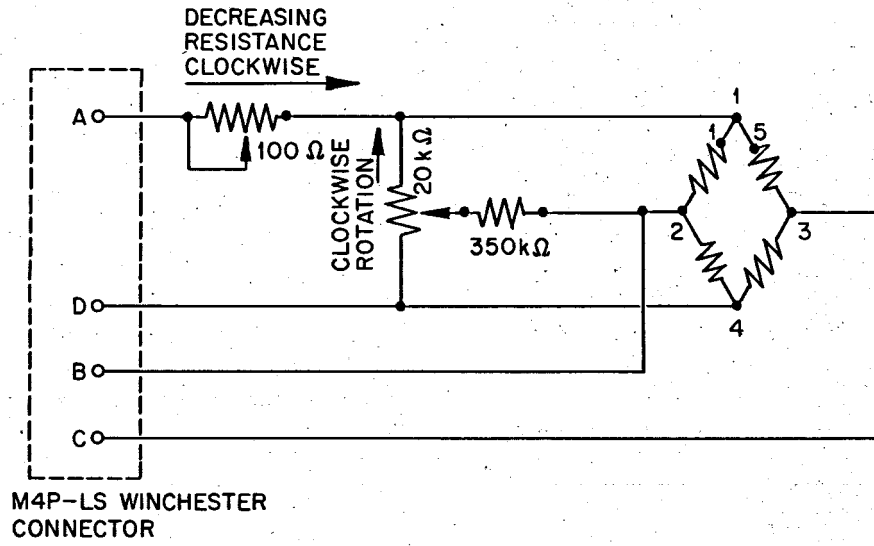 DECREASING
RESISTANCE
CLOCKWISE
A
100 Ω
CLOCKWISE
ROTATION
20 kΩ
350kΩ
1
1
5
2
3
4
D
B
C
M4P-LS WINCHESTER
CONNECTOR